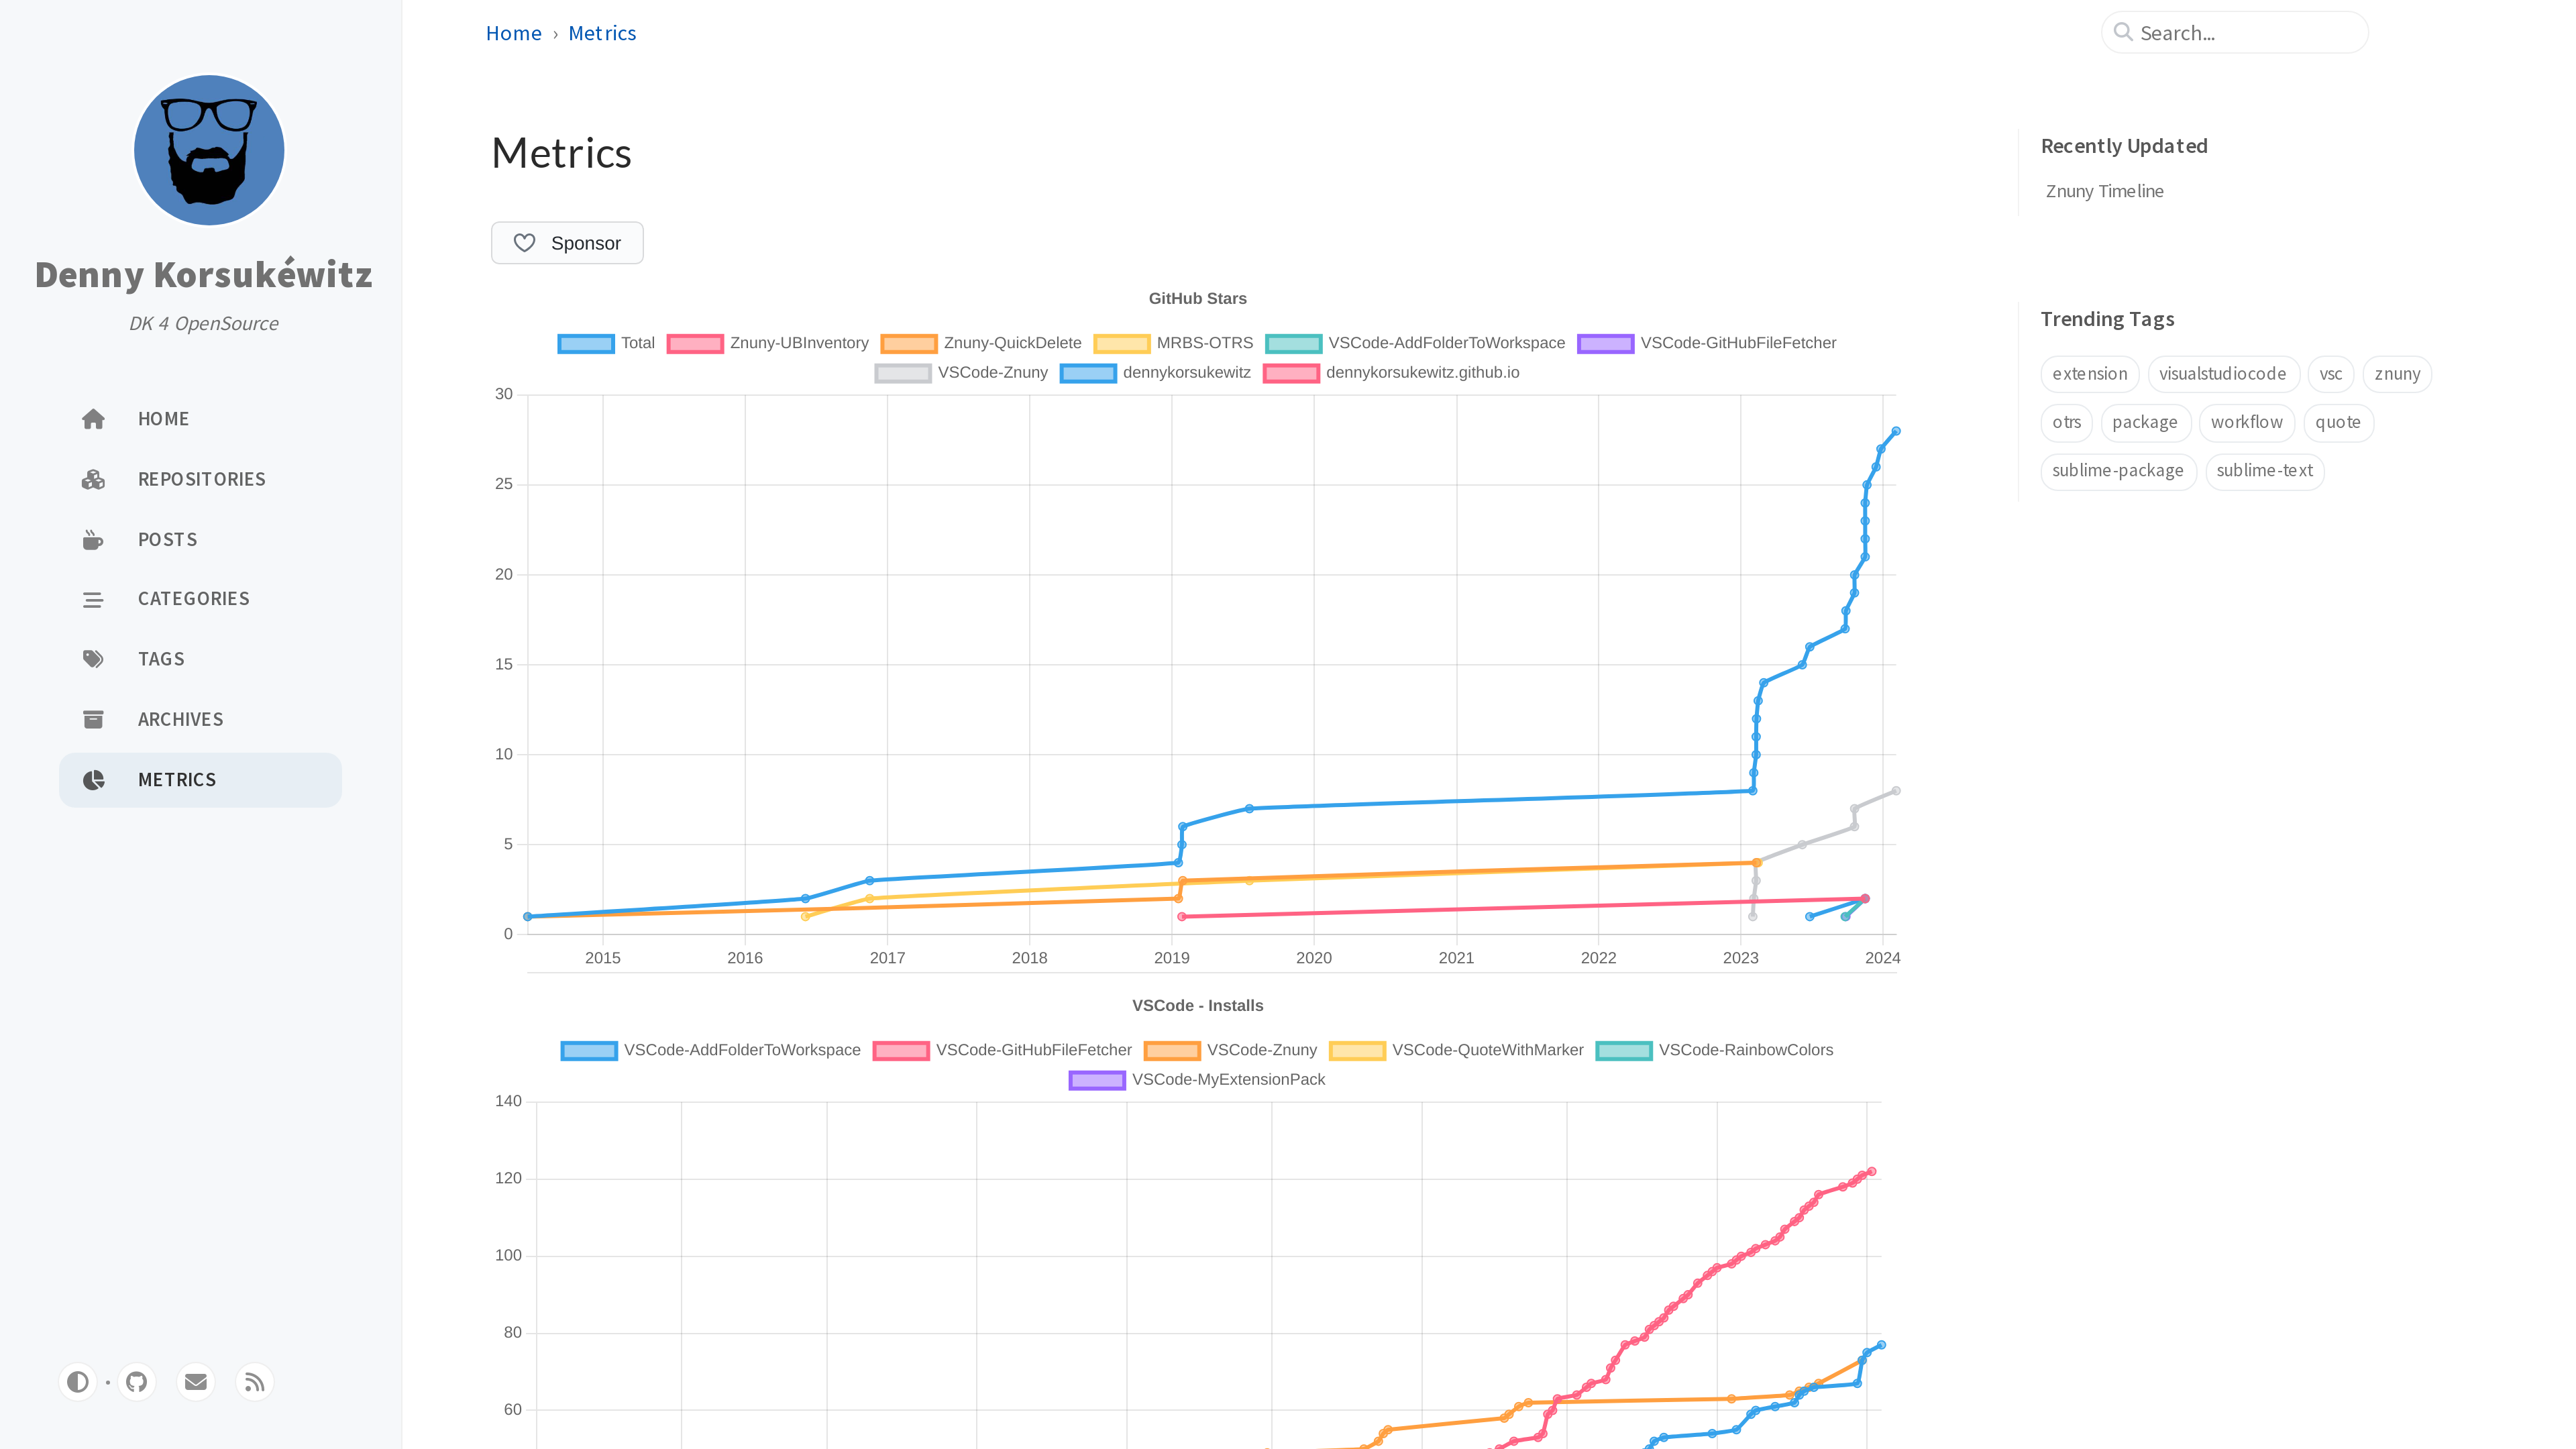 Denny Korsukéwitz
DK 4 OpenSource
HOME
REPOSITORIES
POSTS
CATEGORIES
TAGS
ARCHIVES
METRICS
Home › Metrics
Search...
Metrics
Sponsor
GitHub Stars
Total Znuny-UBInventory Znuny-QuickDelete MRBS-OTRS VSCode-AddFolderToWorkspace VSCode-GitHubFileFetcher
VSCode-Znuny dennykorsukewitz dennykorsukewitz.github.io
30
25
20
15
10
5
0
2015 2016 2017 2018 2019 2020 2021 2022 2023 2024
VSCode - Installs
VSCode-AddFolderToWorkspace VSCode-GitHubFileFetcher VSCode-Znuny VSCode-QuoteWithMarker VSCode-RainbowColors
VSCode-MyExtensionPack
140
120
100
80
60
Recently Updated
Znuny Timeline
Trending Tags
extension visualstudiocode vsc znuny
otrs package workflow quote
sublime-package sublime-text